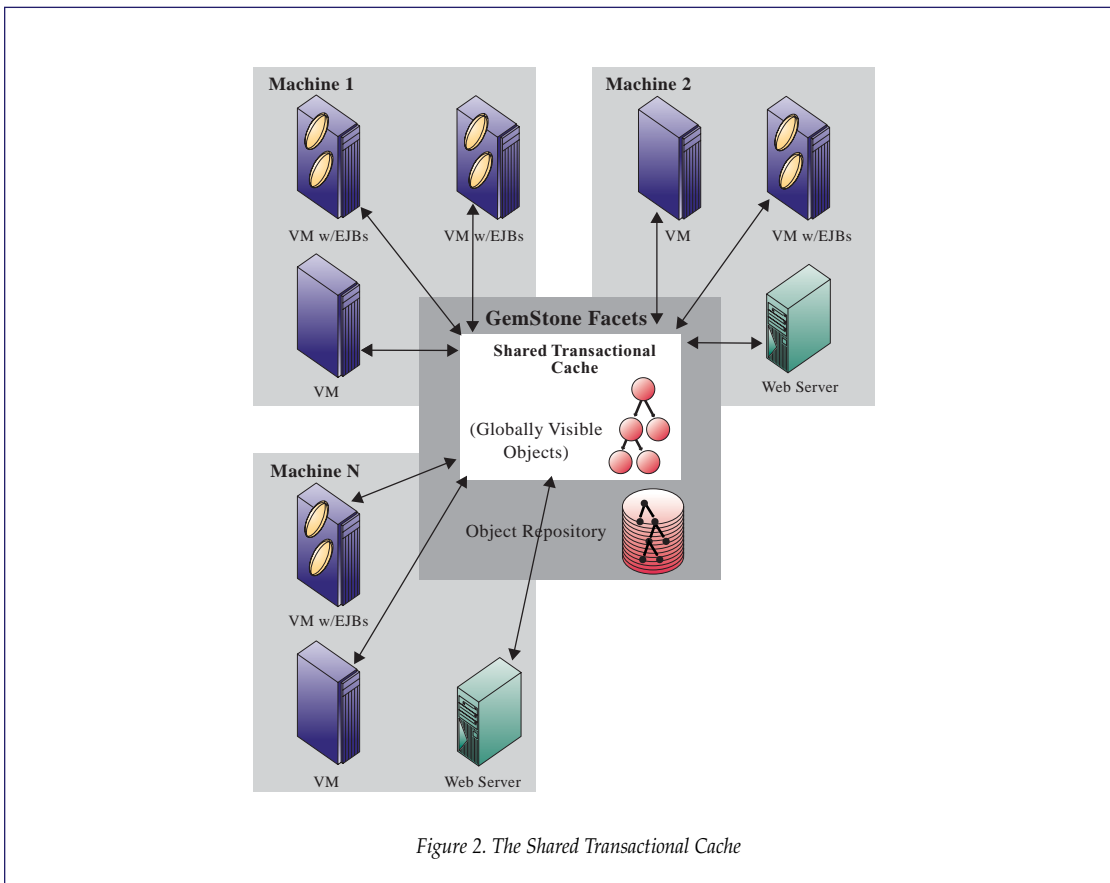 Machine 1
VM w/EJBs
VM w/EJBs
VM
Machine 2
VM
VM w/EJBs
Web Server
GemStone Facets
Shared Transactional
Cache
(Globally Visible
Objects)
Object Repository
Machine N
VM w/EJBs
VM
Web Server
Figure 2. The Shared Transactional Cache